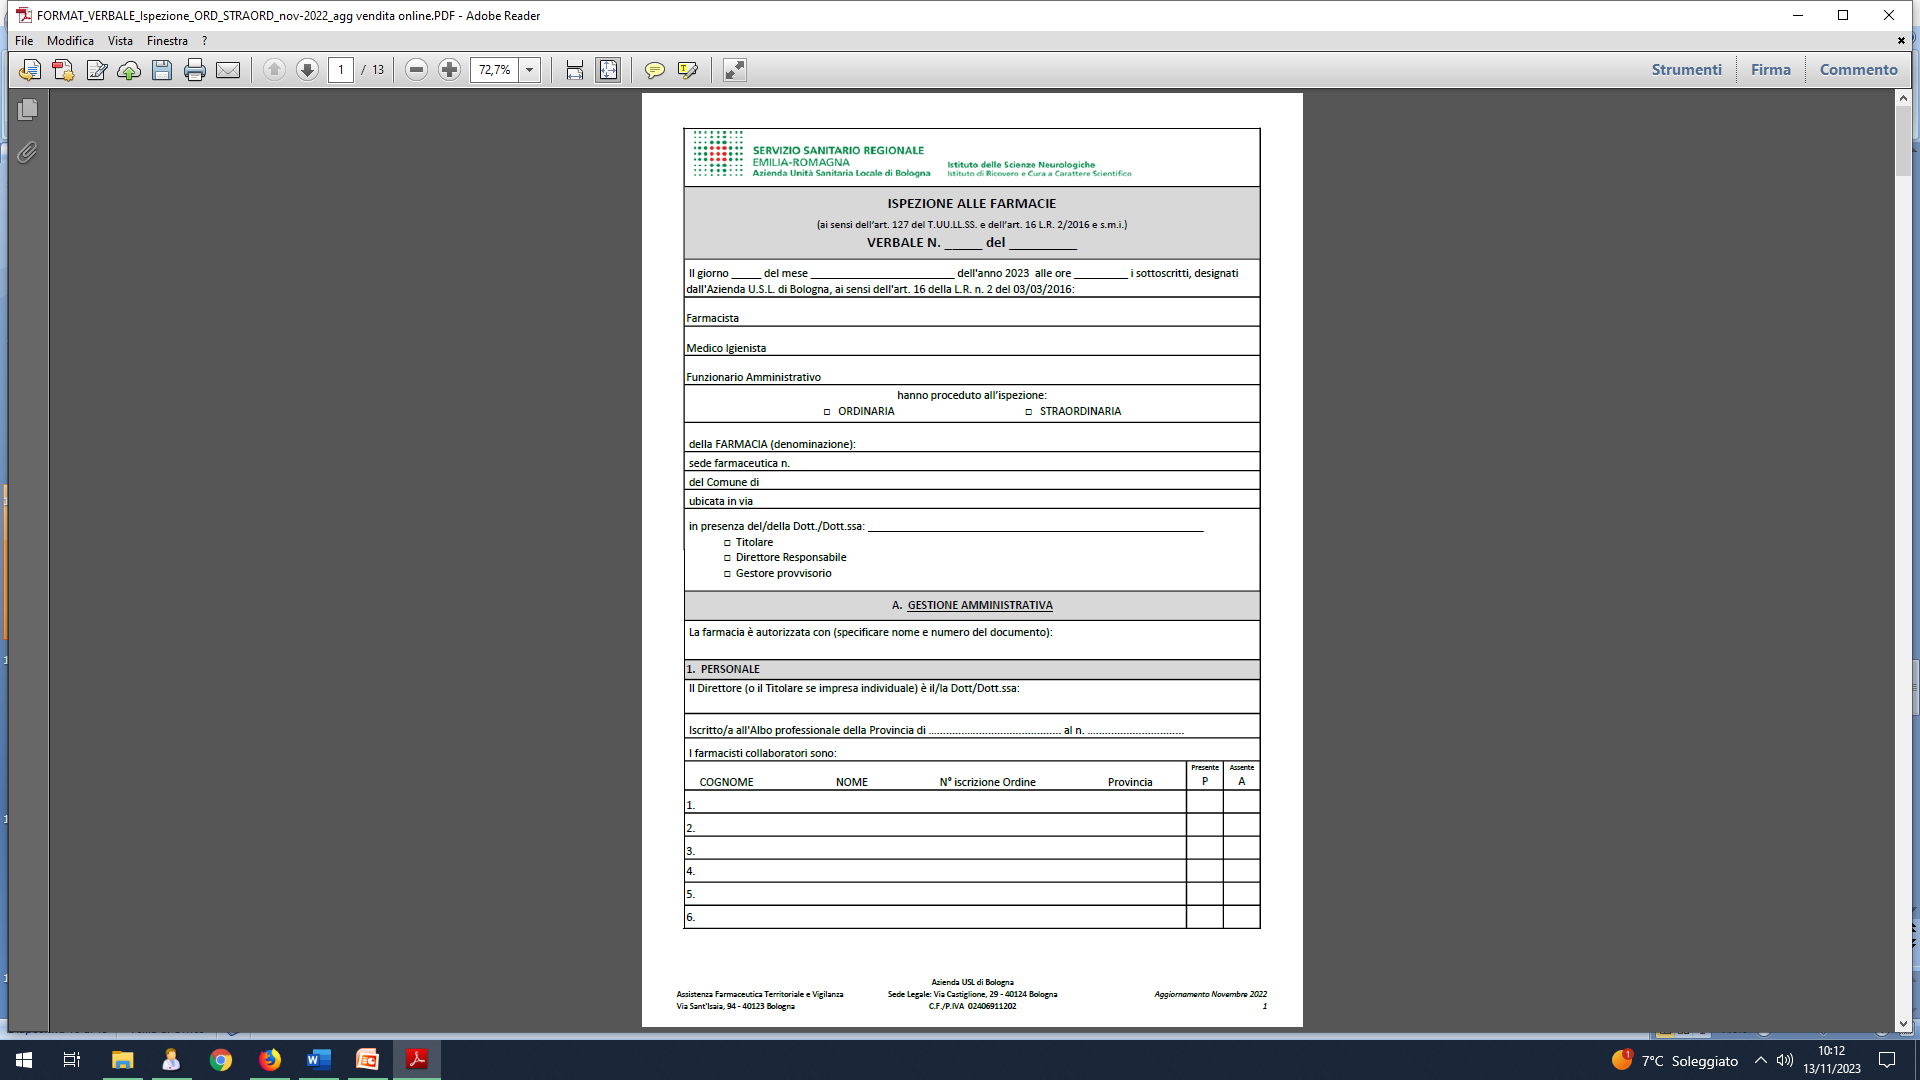 FORMAT_VERBALE_Ispezione_ORD_STRAORD_nov-2022_agg vendita online.PDF - Adobe Reader
File Modifica Vista Finestra ?
1 / 13 72,7% Strumenti Firma Commento
SERVIZIO SANITARIO REGIONALE
EMILIA-ROMAGNA
Azienda Unità Sanitaria Locale di Bologna
Istituto delle Scienze Neurologiche
Istituto di Ricovero e Cura a Carattere Scientifico
ISPEZIONE ALLE FARMACIE
(ai sensi dell'art. 127 del T.UU.LL.SS. e dell'art. 16 L.R. 2/2016 e s.m.i.)
VERBALE N. _____ del _________
Il giorno _____ del mese ________________________ dell'anno 2023 alle ore _________ i sottoscritti, designati
dall'Azienda U.S.L. di Bologna, ai sensi dell'art. 16 della L.R. n. 2 del 03/03/2016:
Farmacista
Medico Igienista
Funzionario Amministrativo
hanno proceduto all'ispezione:
□ ORDINARIA □ STRAORDINARIA
della FARMACIA (denominazione):
sede farmaceutica n.
del Comune di
ubicata in via
in presenza del/della Dott./Dott.ssa: ________________________________________________________
□ Titolare
□ Direttore Responsabile
□ Gestore provvisorio
A. GESTIONE AMMINISTRATIVA
La farmacia è autorizzata con (specificare nome e numero del documento):
1. PERSONALE
Il Direttore (o il Titolare se impresa individuale) è il/la Dott/Dott.ssa:
Iscritto/a all'Albo professionale della Provincia di ............................................. al n. .................................
I farmacisti collaboratori sono:
COGNOME NOME N° iscrizione Ordine Provincia Presente P Assente A
1.
2.
3.
4.
5.
6.
Azienda USL di Bologna
Assistenza Farmaceutica Territoriale e Vigilanza Sede Legale: Via Castiglione, 29 - 40124 Bologna Aggiornamento Novembre 2022
Via Sant'Isaia, 94 - 40123 Bologna C.F./P.IVA 02406911202 1
1 7°C Soleggiato 10:12
13/11/2023